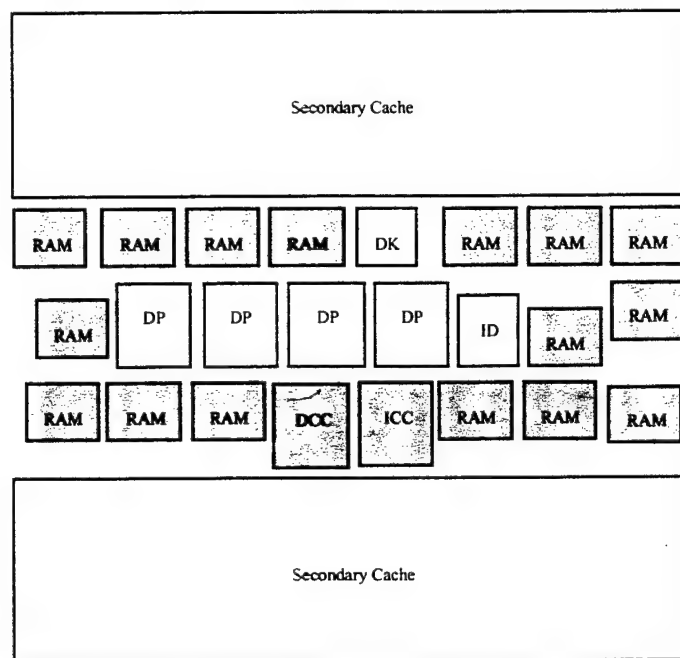 Secondary Cache
RAM RAM RAM RAM DK RAM RAM RAM
RAM DP DP DP DP ID RAM RAM
RAM RAM RAM DCC ICC RAM RAM RAM
Secondary Cache